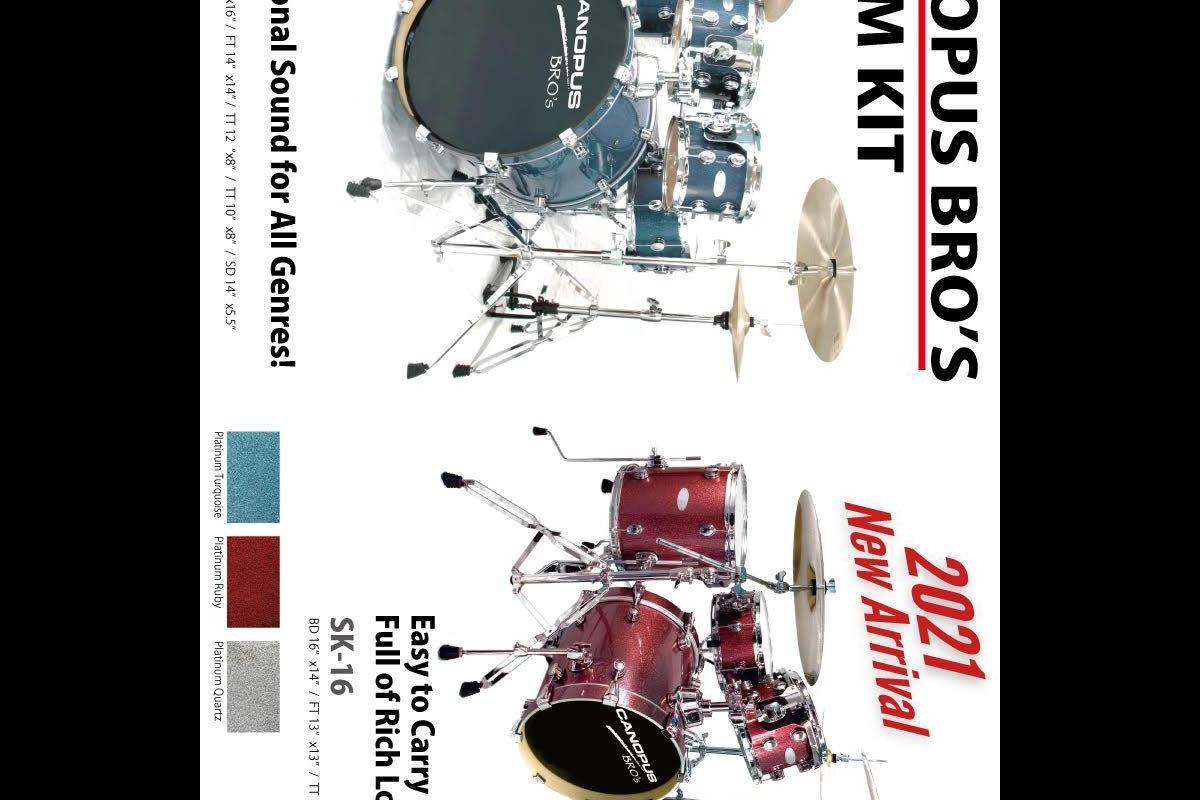 OPUS BRO'S
M KIT
2021
New Arrival
CANOPUS
BRO's
onal Sound for All Genres!
x16" / FT 14" x14" / TT 12 "x8" / TT 10" x8" / SD 14" x5.5"
CANOPUS
BRO's
Easy to Carry
Full of Rich Lo
SK-16
BD 16" x14" / FT 13" x13" / TT
Platinum Turquoise
Platinum Ruby
Platinum Quartz